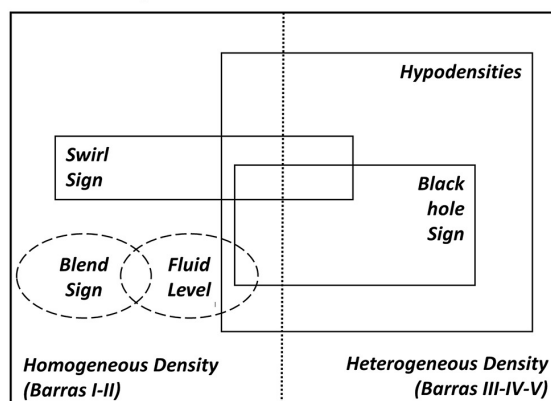 Hypodensities
Swirl
Sign
Black
hole
Sign
Blend
Sign
Fluid
Level
Homogeneous Density
(Barras I-II)
Heterogeneous Density
(Barras III-IV-V)